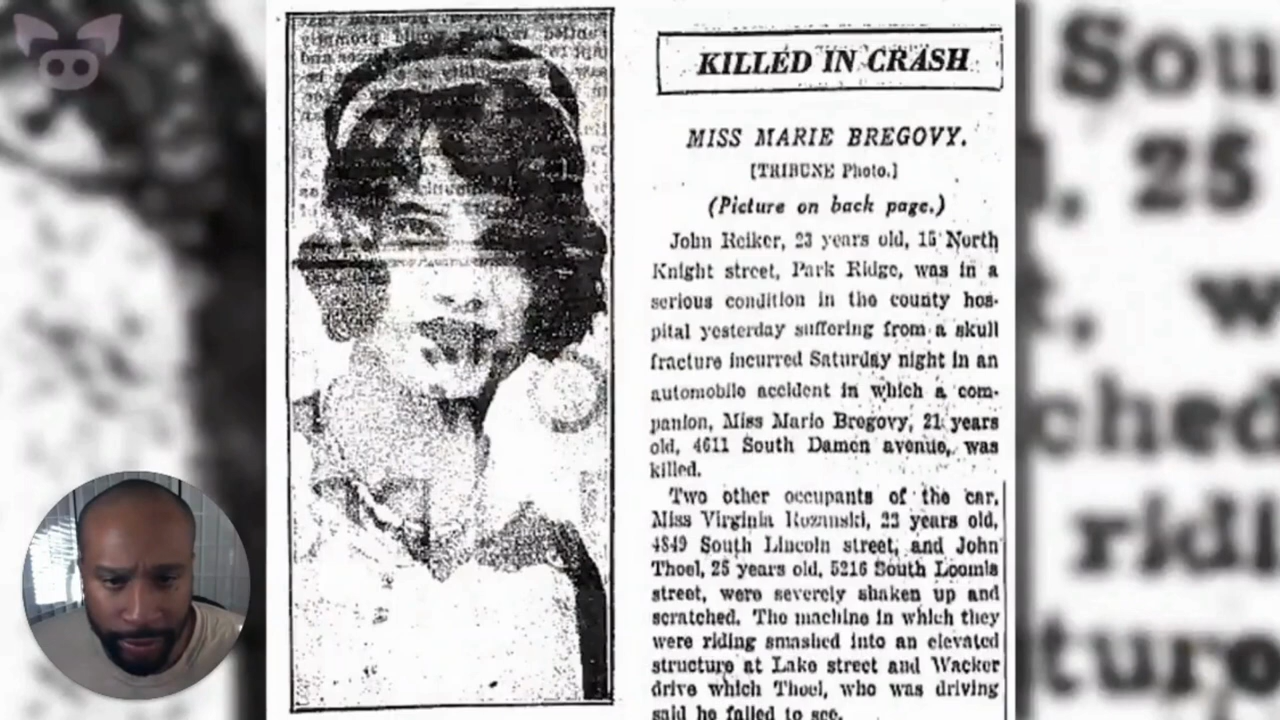 KILLED IN CRASH
MISS MARIE BREGOVY.
[TRIBUNE Photo.]
(Picture on back page.)
John Reiker, 23 years old, 15 North
Knight street, Park Ridge, was in a
serious condition in the county hos-
pital yesterday suffering from a skull
fracture incurred Saturday night in an
automobile accident in which a com-
panion, Miss Marie Bregovy, 21 years
old, 4611 South Damen avenue, was
killed.
Two other occupants of the car,
Miss Virginia Rozanski, 22 years old,
4849 South Lincoln street, and John
Thoel, 25 years old, 5216 South Loomis
street, were severely shaken up and
scratched. The machine in which they
were riding smashed into an elevated
structure at Lake street and Wacker
drive which Thoel, who was driving
said he failed to see.
Sou
25
w
ched
ridi
ture